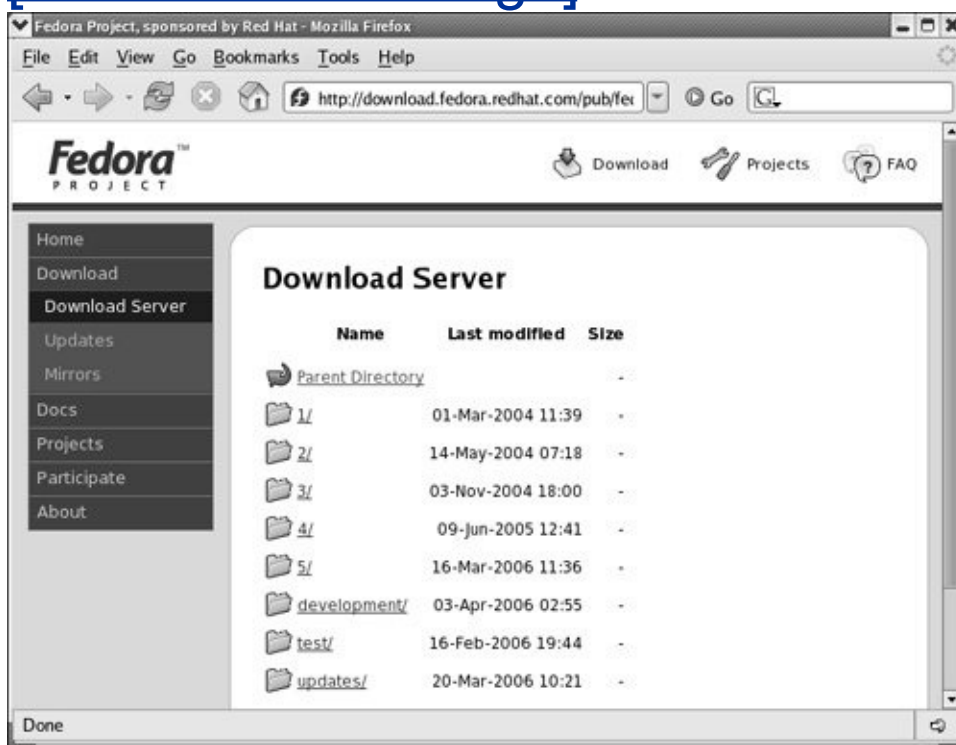 Fedora Project, sponsored by Red Hat - Mozilla Firefox
File Edit View Go Bookmarks Tools Help
http://download.fedora.redhat.com/pub/fe Go G
Fedora™
PROJECT
Download Projects FAQ
Home
Download
Download Server
Updates
Mirrors
Docs
Projects
Participate
About
Download Server
Name Last modified Size
Parent Directory -
1/ 01-Mar-2004 11:39 -
2/ 14-May-2004 07:18 -
3/ 03-Nov-2004 18:00 -
4/ 09-Jun-2005 12:41 -
5/ 16-Mar-2006 11:36 -
development/ 03-Apr-2006 02:55 -
test/ 16-Feb-2006 19:44 -
updates/ 20-Mar-2006 10:21 -
Done